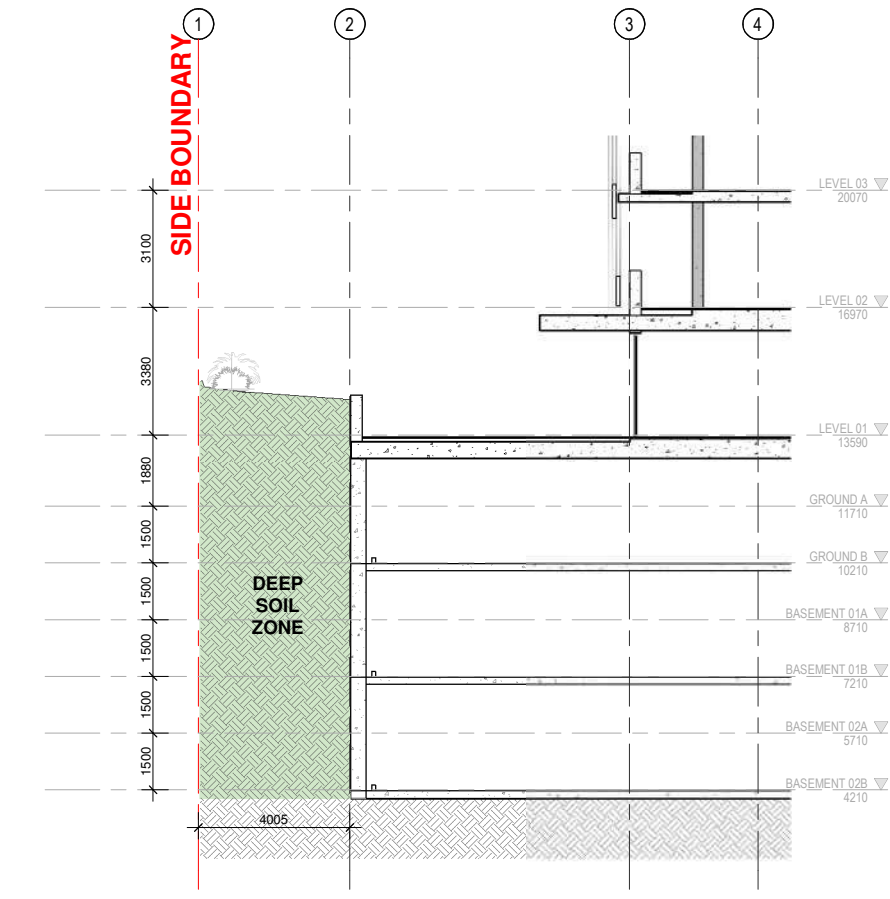 1
2
3
4
SIDE BOUNDARY
LEVEL 03
20070
3100
LEVEL 02
16970
3380
LEVEL 01
13590
1880
GROUND A
11710
1500
GROUND B
10210
1500
DEEP
SOIL
ZONE
BASEMENT 01A
8710
1500
BASEMENT 01B
7210
1500
BASEMENT 02A
5710
1500
BASEMENT 02B
4210
4005